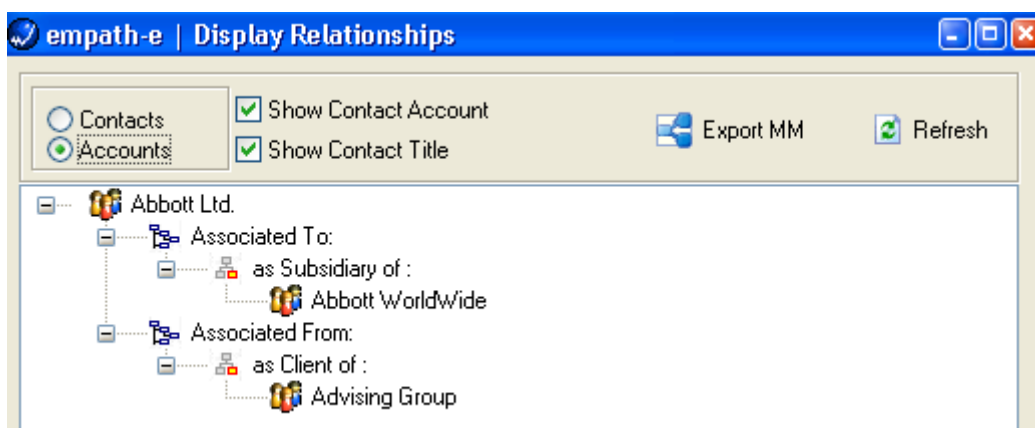 empath-e | Display Relationships
Contacts
Accounts
Show Contact Account
Show Contact Title
Export MM
Refresh
Abbott Ltd.
Associated To:
as Subsidiary of :
Abbott WorldWide
Associated From:
as Client of :
Advising Group